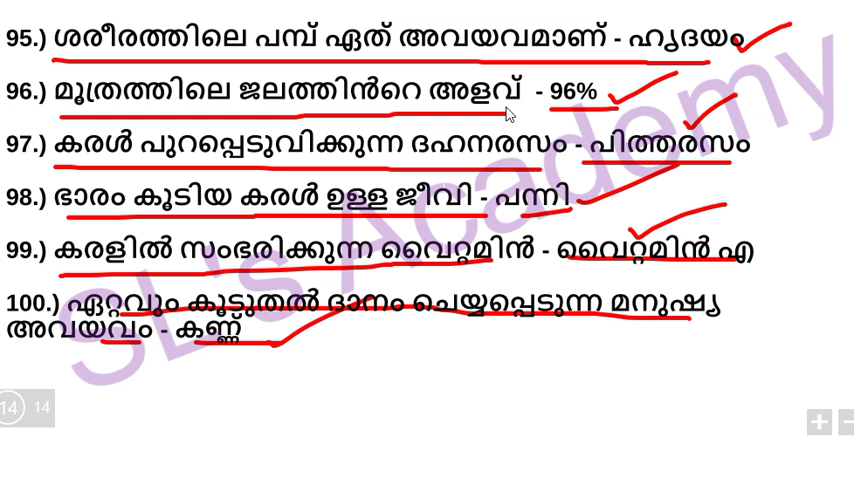 95.) ശരീരത്തിലെ പമ്പ് ഏത് അവയവമാണ് - ഹൃദയം
96.) മൂത്രത്തിലെ ജലത്തിൻറെ അളവ് - 96%
97.) കരൾ പുറപ്പെടുവിക്കുന്ന ദഹനരസം - പിത്തരസം
98.) ഭാരം കൂടിയ കരൾ ഉള്ള ജീവി - പന്നി
99.) കരളിൽ സംഭരിക്കുന്ന വൈറ്റമിൻ - വൈറ്റമിൻ എ
100.) ഏറ്റവും കൂടുതൽ ദാനം ചെയ്യപ്പെടുന്ന മനുഷ്യ
അവയവം - കണ്ണ്
SL's Academy
14 14